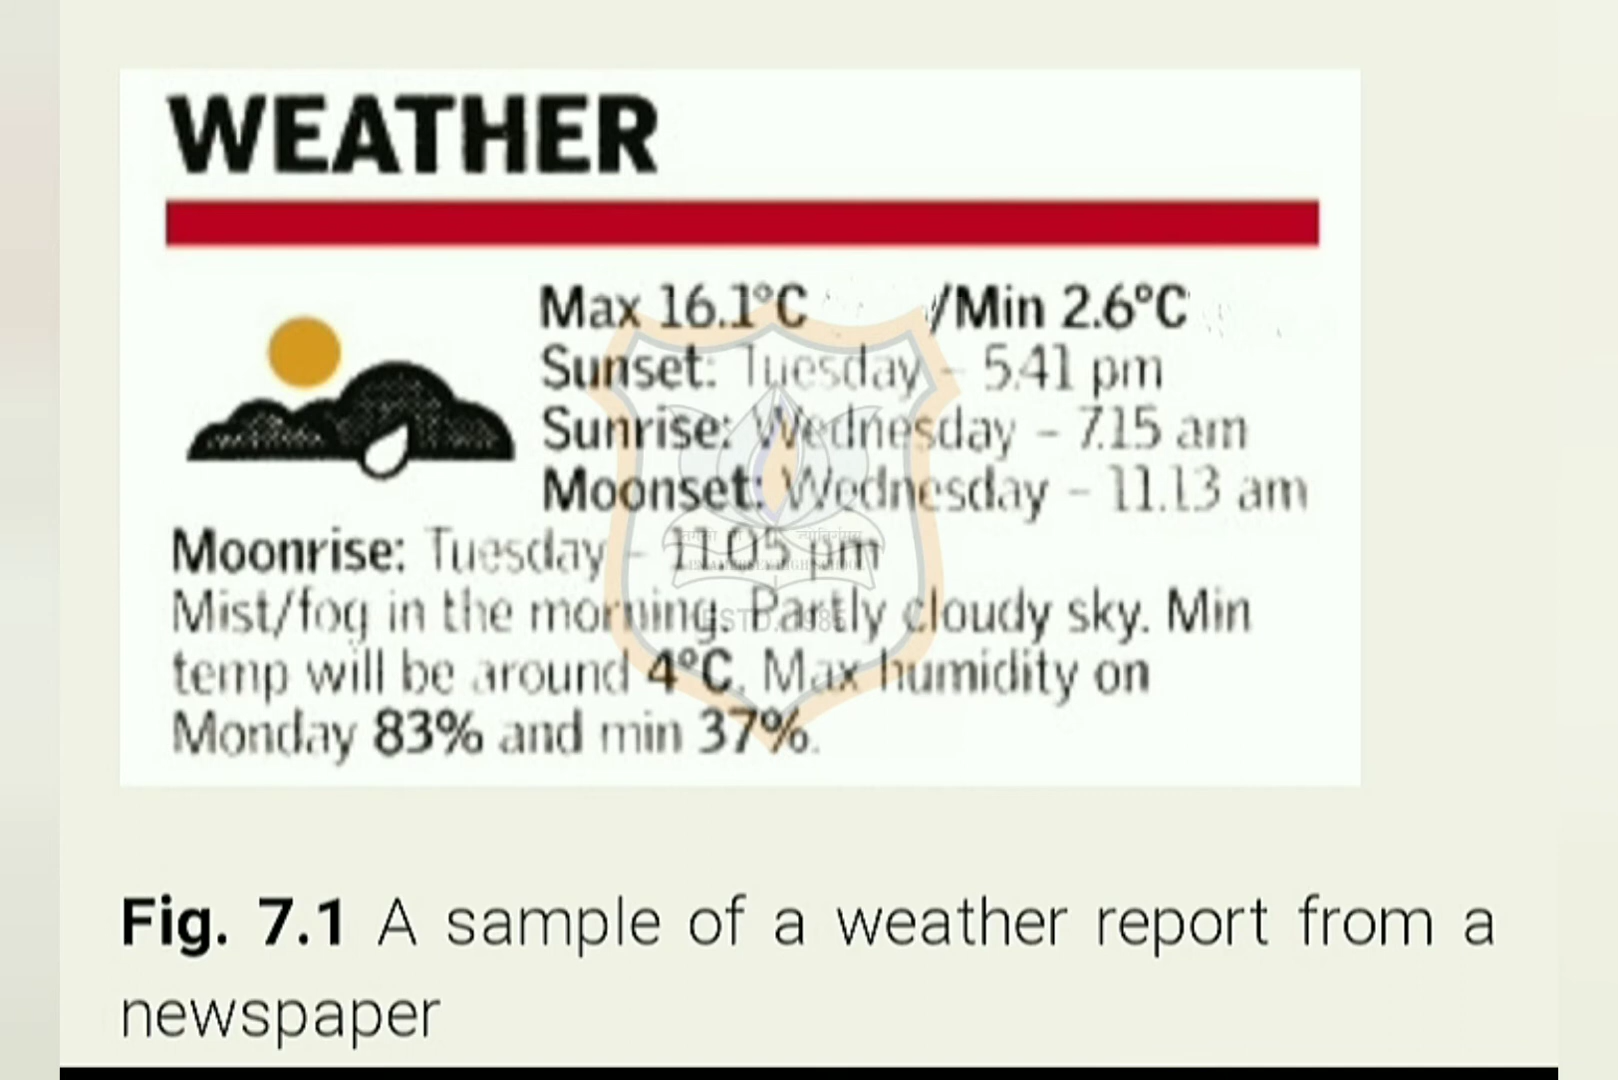 WEATHER
Max 16.1°C /Min 2.6°C
Sunset: Tuesday – 5.41 pm
Sunrise: Wednesday – 7.15 am
Moonset: Wednesday – 11.13 am
Moonrise: Tuesday – 11.05 pm
Mist/fog in the morning. Partly cloudy sky. Min
temp will be around 4°C. Max humidity on
Monday 83% and min 37%.
Fig. 7.1 A sample of a weather report from a
newspaper